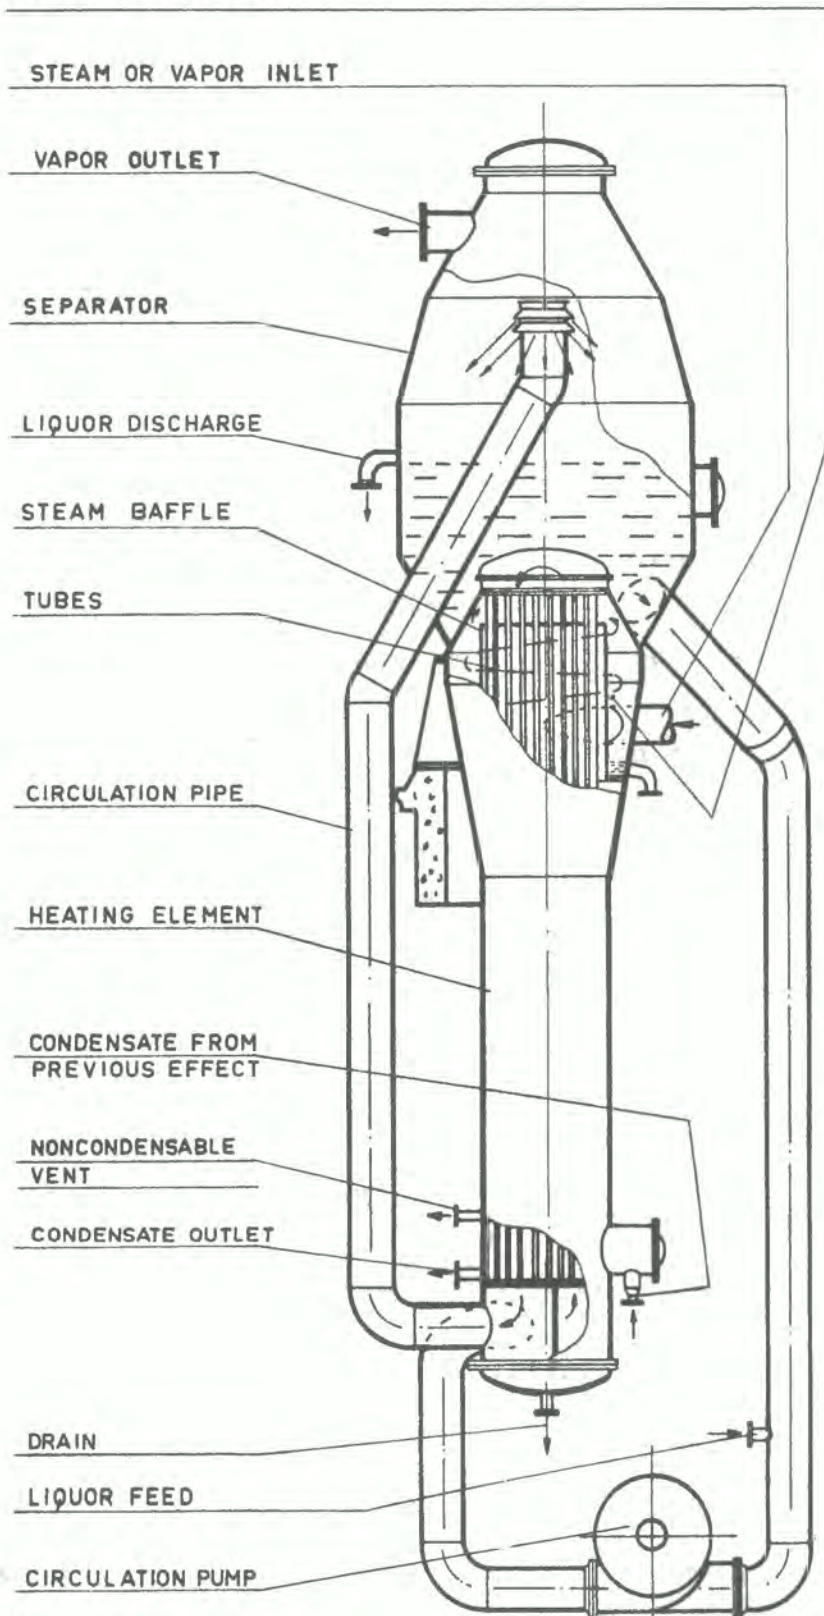 STEAM OR VAPOR INLET
VAPOR OUTLET
SEPARATOR
LIQUOR DISCHARGE
STEAM BAFFLE
TUBES
CIRCULATION PIPE
HEATING ELEMENT
CONDENSATE FROM
PREVIOUS EFFECT
NONCONDENSABLE
VENT
CONDENSATE OUTLET
DRAIN
LIQUOR FEED
CIRCULATION PUMP